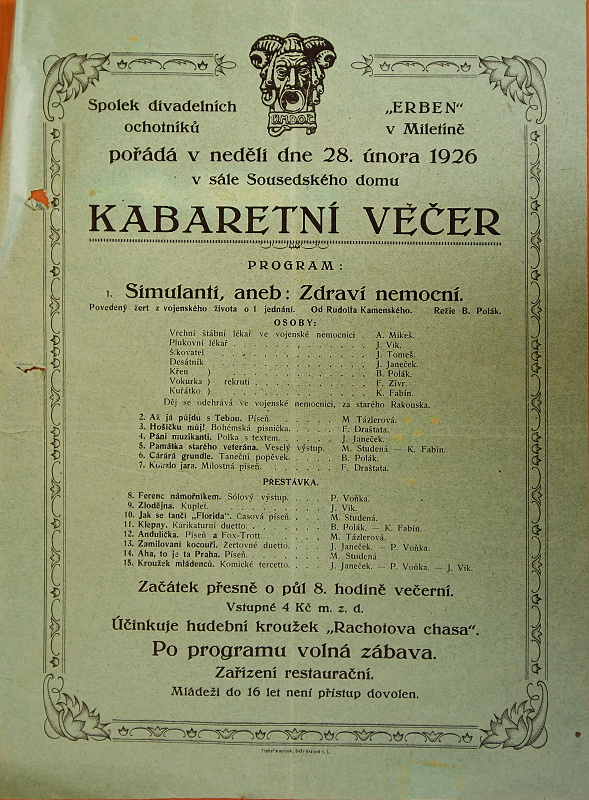 Ú.M.D.O.Č.
Spolek divadelních ochotníků
„ERBEN“ v Miletíně
pořádá v neděli dne 28. února 1926
v sále Sousedského domu
KABARETNÍ VEČER
PROGRAM:
1. Simulanti, aneb: Zdraví nemocní.
Povedený žert z vojenského života o 1 jednání. Od Rudolfa Kamenského. Režie B. Polák.
OSOBY:
Vrchní štábní lékař ve vojenské nemocnici . A. Mikeš.
Plukovní lékař . . . J. Vik.
Šikovatel . . . J. Tomeš.
Desátník . . . J. Janeček.
Křen ) . . . B. Polák.
Vokurka ) rekruti . . . F. Zivr.
Kuřátko ) . . . K. Fabin.
Děj se odehrává ve vojenské nemocnici, za starého Rakouska.
2. Až já půjdu s Tebou. Píseň. . . . M Tázlerová.
3. Hošíčku můj! Bohémská písnička. . . F. Draštata.
4. Páni muzikanti. Polka s textem. . . . J. Janeček.
5. Památka starého veterána. Veselý výstup. M. Studená — K. Fabin.
6. Cárárá grundle. Taneční popěvek. . . B. Polák.
7. Kouzlo jara. Milostná píseň. . . . F. Draštata.
PŘESTÁVKA.
8. Ferenc námořníkem. Sólový výstup. . . . P. Voňka.
9. Zlodějna. Kuplet. . . . J. Vik.
10. Jak se tančí „Florida“. Časová píseň. . . . M. Studená.
11. Klepny. Karikaturní duetto. . . . B. Polák. — K. Fabin.
12. Andulička. Píseň a Fox-Trott. . . . M. Tázlerová.
13. Zamilovaní kocouři. Žertovné duetto. . . . J. Janeček — P. Voňka.
14. Aha, to je ta Praha. Píseň. . . . M. Studená
15. Kroužek mládenců. Komické tercetto. . . . J. Janeček, — P. Voňka, — J. Vik.
Začátek přesně o půl 8. hodině večerní.
Vstupné 4 Kč m. z. d.
Účinkuje hudební kroužek „Rachotova chasa“.
Po programu volná zábava.
Zařízení restaurační.
Mládeži do 16 let není přístup dovolen.